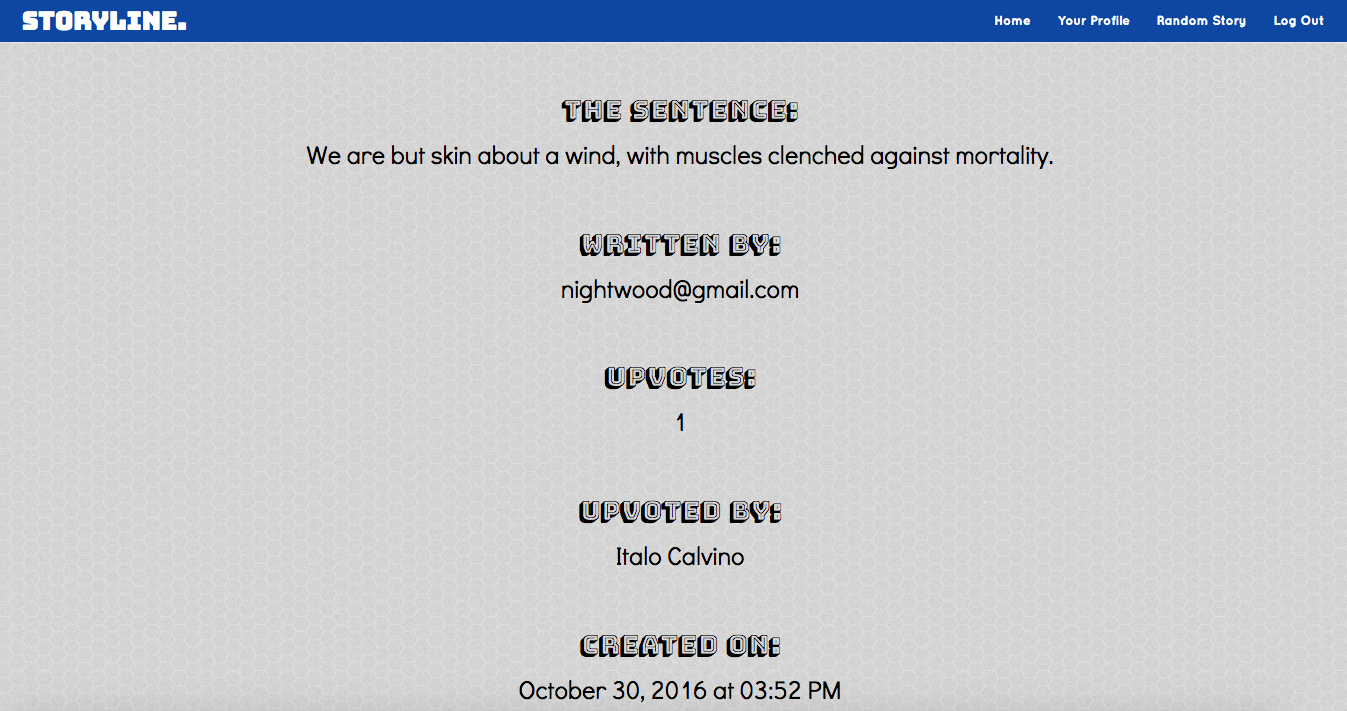 STORYLINE.
Home Your Profile Random Story Log Out
THE SENTENCE:
We are but skin about a wind, with muscles clenched against mortality.
WRITTEN BY:
nightwood@gmail.com
UPVOTES:
1
UPVOTED BY:
Italo Calvino
CREATED ON:
October 30, 2016 at 03:52 PM